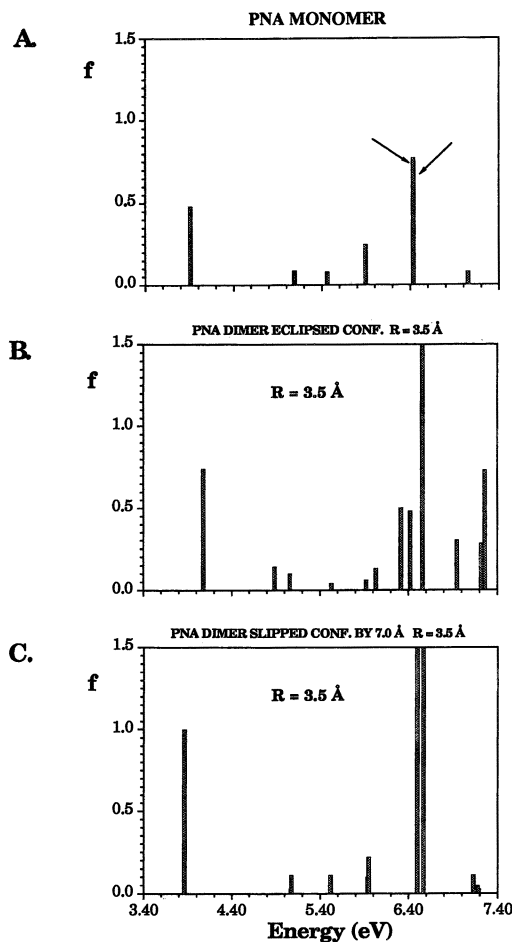 PNA MONOMER
A.
f
1.5
1.0
0.5
0.0
PNA DIMER ECLIPSED CONF. R = 3.5 Å
B.
f
R = 3.5 Å
1.5
1.0
0.5
0.0
PNA DIMER SLIPPED CONF. BY 7.0 Å R = 3.5 Å
C.
f
R = 3.5 Å
1.5
1.0
0.5
0.0
3.40 4.40 5.40 6.40 7.40
Energy (eV)